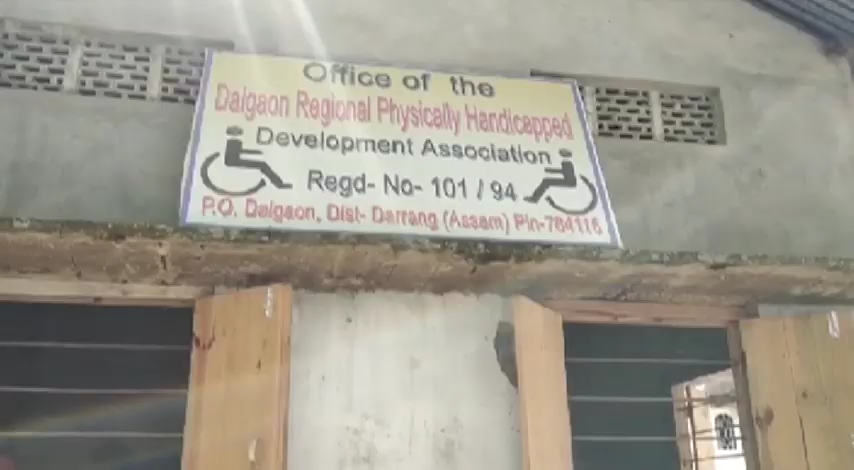 Office of the
Dalgaon Regional Physically Handicapped
Development Association
Regd- No- 101 / 94
P.O. Dalgaon, Dist- Darrang (Assam) Pin-784116